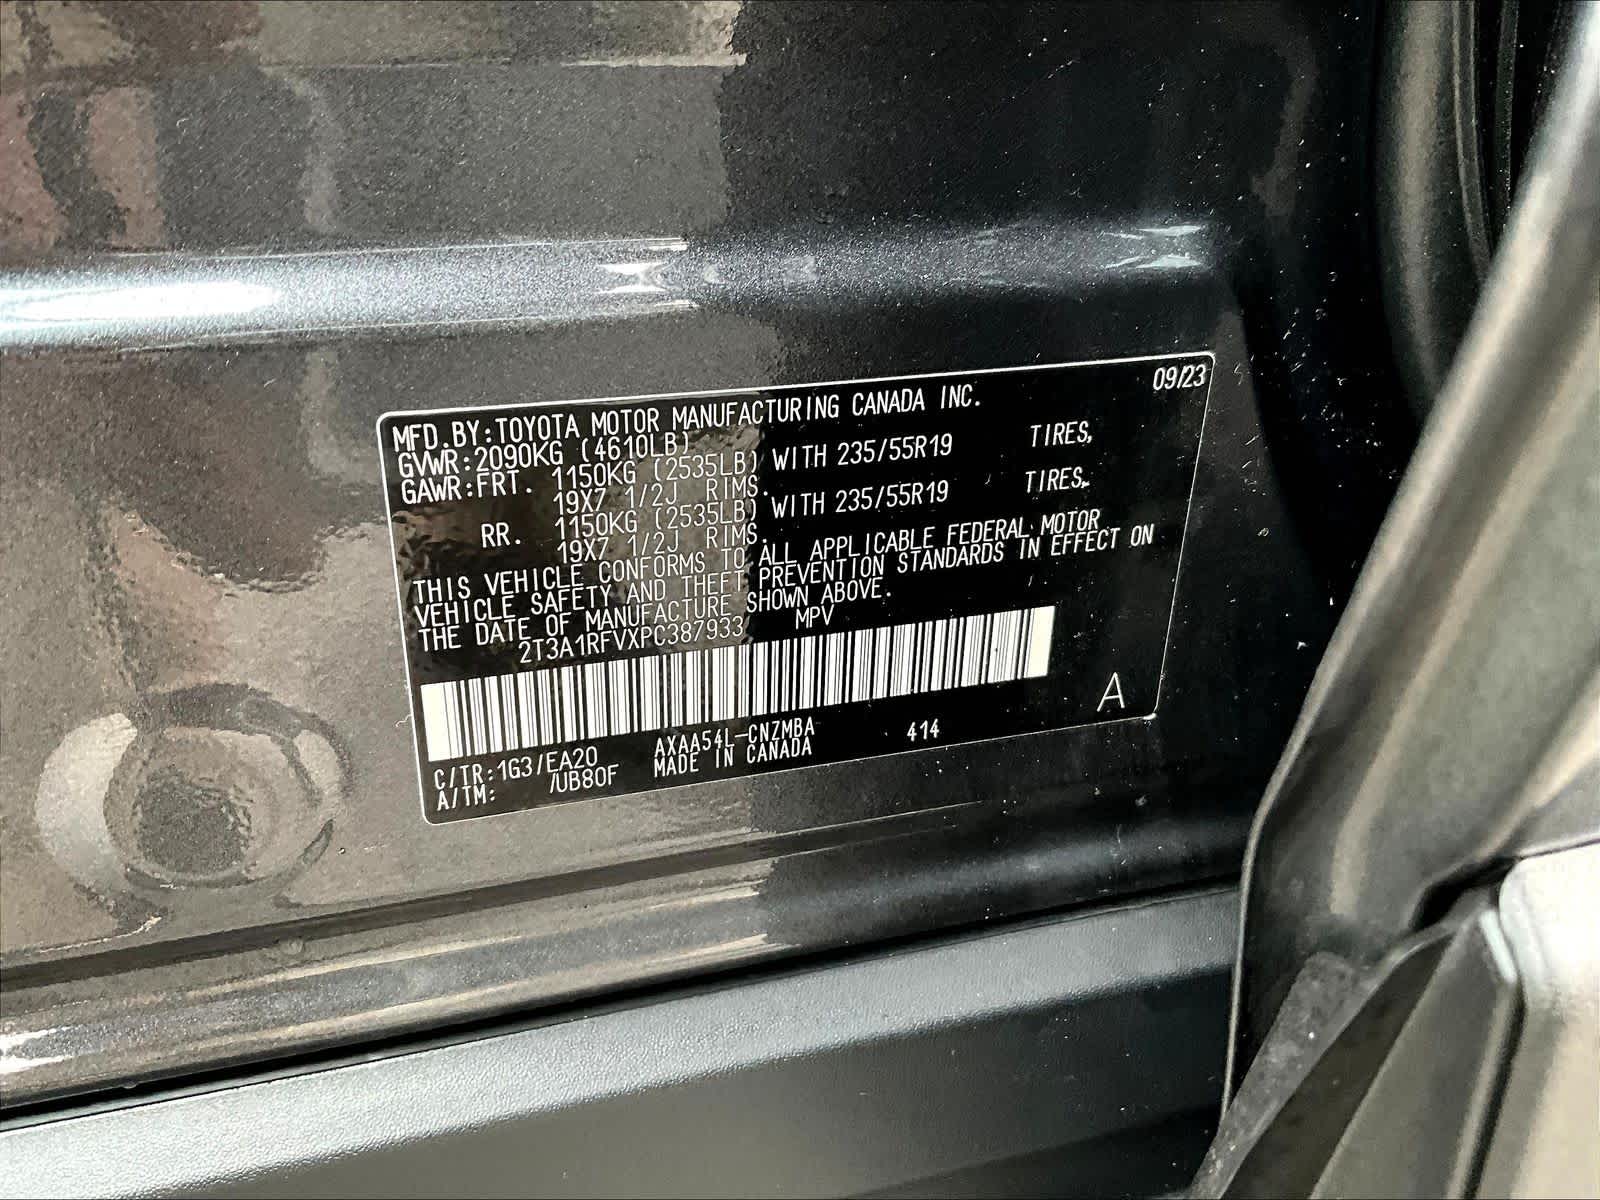 09/23
MFD.BY:TOYOTA MOTOR MANUFACTURING CANADA INC.
GVWR:2090KG (4610LB)
GAWR:FRT. 1150KG (2535LB) WITH 235/55R19 TIRES,
19X7 1/2J RIMS.
RR. 1150KG (2535LB) WITH 235/55R19 TIRES,
19X7 1/2J RIMS.
THIS VEHICLE CONFORMS TO ALL APPLICABLE FEDERAL MOTOR
VEHICLE SAFETY AND THEFT PREVENTION STANDARDS IN EFFECT ON
THE DATE OF MANUFACTURE SHOWN ABOVE.
2T3A1RFVXPC387933 MPV
C/TR:1G3/EA20 AXAA54L-CNZMBA 414 A
A/TM: /UB80F MADE IN CANADA